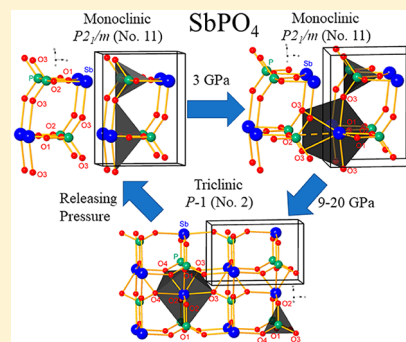 Monoclinic
P2₁/m (No. 11)
SbPO₄
Monoclinic
P2₁/m (No. 11)
O3
O1
Sb
P
O2
O3
O3
O2
O1
O3
3 GPa
P
Sb
O3
O2
O3
Releasing
Pressure
Triclinic
P-1 (No. 2)
9-20 GPa
Sb
P
O4
O3
O4
O3
O1
O2
O1
O4
O3